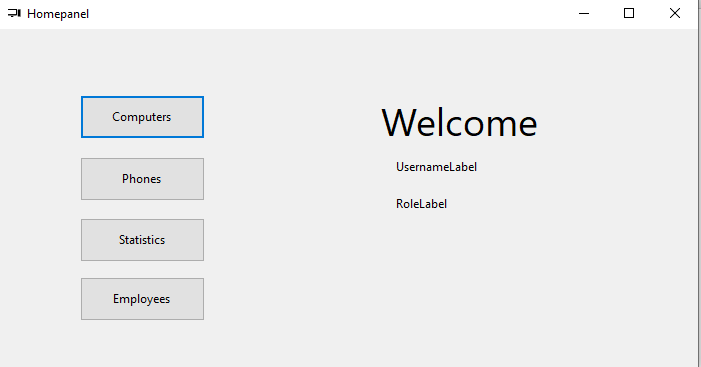 Homepanel
Computers
Phones
Statistics
Employees
Welcome
UsernameLabel
RoleLabel